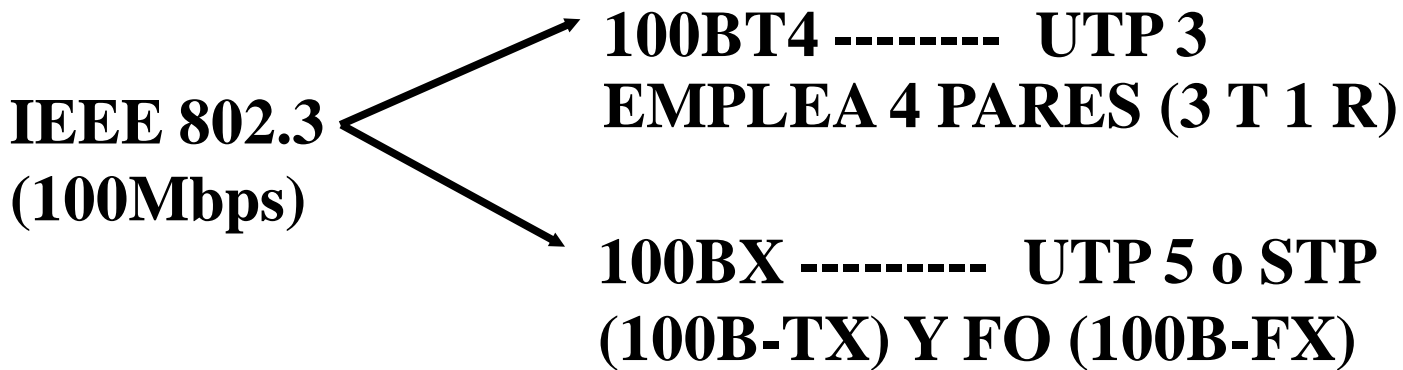 IEEE 802.3
(100Mbps)
100BT4 -------- UTP 3
EMPLEA 4 PARES (3 T 1 R)
100BX --------- UTP 5 o STP
(100B-TX) Y FO (100B-FX)